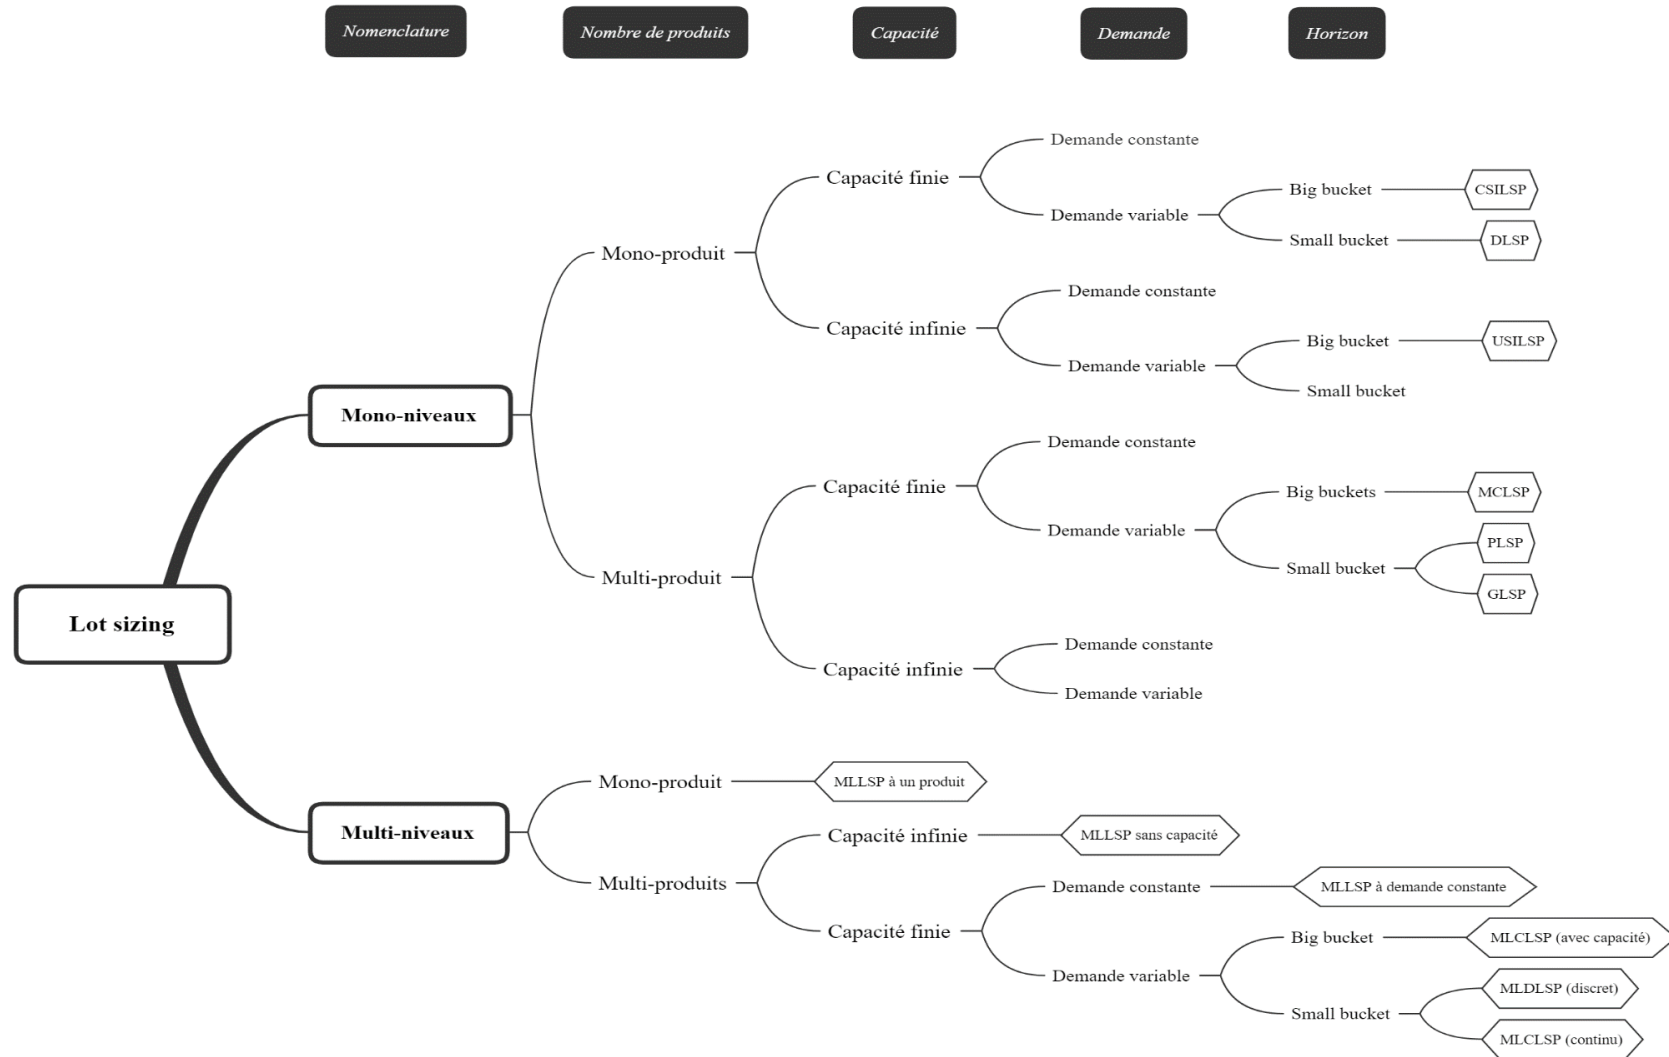 Nomenclature
Nombre de produits
Capacité
Demande
Horizon
Lot sizing
Mono-niveaux
Mono-produit
Capacité finie
Demande constante
Demande variable
Big bucket
CSILSP
Small bucket
DLSP
Capacité infinie
Demande constante
Demande variable
Big bucket
USILSP
Small bucket
Multi-produit
Capacité finie
Demande constante
Demande variable
Big buckets
MCLSP
Small bucket
PLSP
GLSP
Capacité infinie
Demande constante
Demande variable
Multi-niveaux
Mono-produit
MLLSP à un produit
Multi-produits
Capacité infinie
MLLSP sans capacité
Capacité finie
Demande constante
MLLSP à demande constante
Demande variable
Big bucket
MLCLSP (avec capacité)
Small bucket
MLDLSP (discret)
MLCLSP (continu)